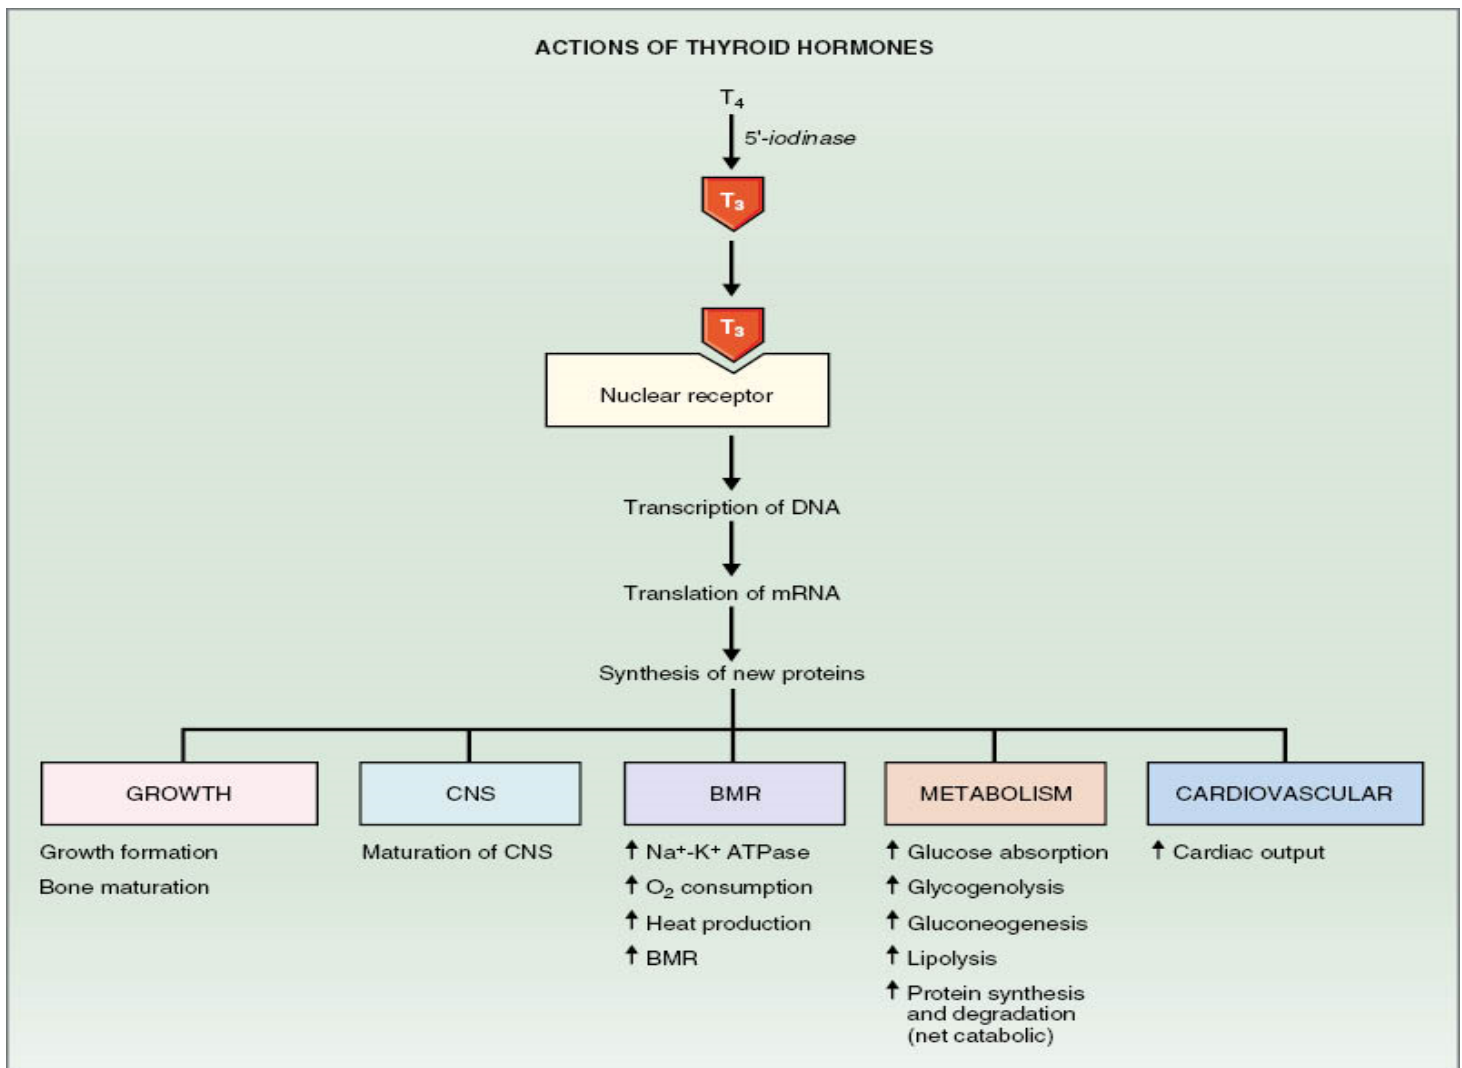 ACTIONS OF THYROID HORMONES
T₄
5'-iodinase
T₃
T₃
Nuclear receptor
Transcription of DNA
Translation of mRNA
Synthesis of new proteins
GROWTH
Growth formation
Bone maturation
CNS
Maturation of CNS
BMR
↑ Na⁺-K⁺ ATPase
↑ O₂ consumption
↑ Heat production
↑ BMR
METABOLISM
↑ Glucose absorption
↑ Glycogenolysis
↑ Gluconeogenesis
↑ Lipolysis
↑ Protein synthesis
and degradation
(net catabolic)
CARDIOVASCULAR
↑ Cardiac output